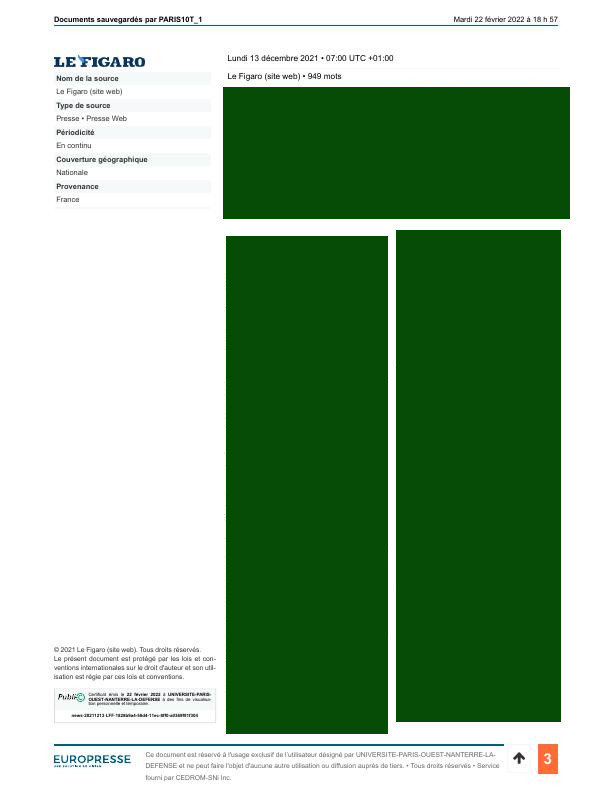 Documents sauvegardés par PARIS10T_1
Mardi 22 février 2022 à 18 h 57
LE FIGARO
Nom de la source
Le Figaro (site web)
Type de source
Presse • Presse Web
Périodicité
En continu
Couverture géographique
Nationale
Provenance
France
Lundi 13 décembre 2021 • 07:00 UTC +01:00
Le Figaro (site web) • 949 mots
© 2021 Le Figaro (site web). Tous droits réservés.
Le présent document est protégé par les lois et con-
ventions internationales sur le droit d'auteur et son util-
isation est régie par ces lois et conventions.
Public©
Certificat émis le 22 février 2022 à UNIVERSITE-PARIS-
OUEST-NANTERRE-LA-DEFENSE à des fins de visualisa-
tion personnelle et temporaire.
EUROPRESSE
Ce document est réservé à l'usage exclusif de l'utilisateur désigné par UNIVERSITE-PARIS-OUEST-NANTERRE-LA-
DEFENSE et ne peut faire l'objet d'aucune autre utilisation ou diffusion auprès de tiers. • Tous droits réservés • Service
fourni par CEDROM-SNi Inc.
3